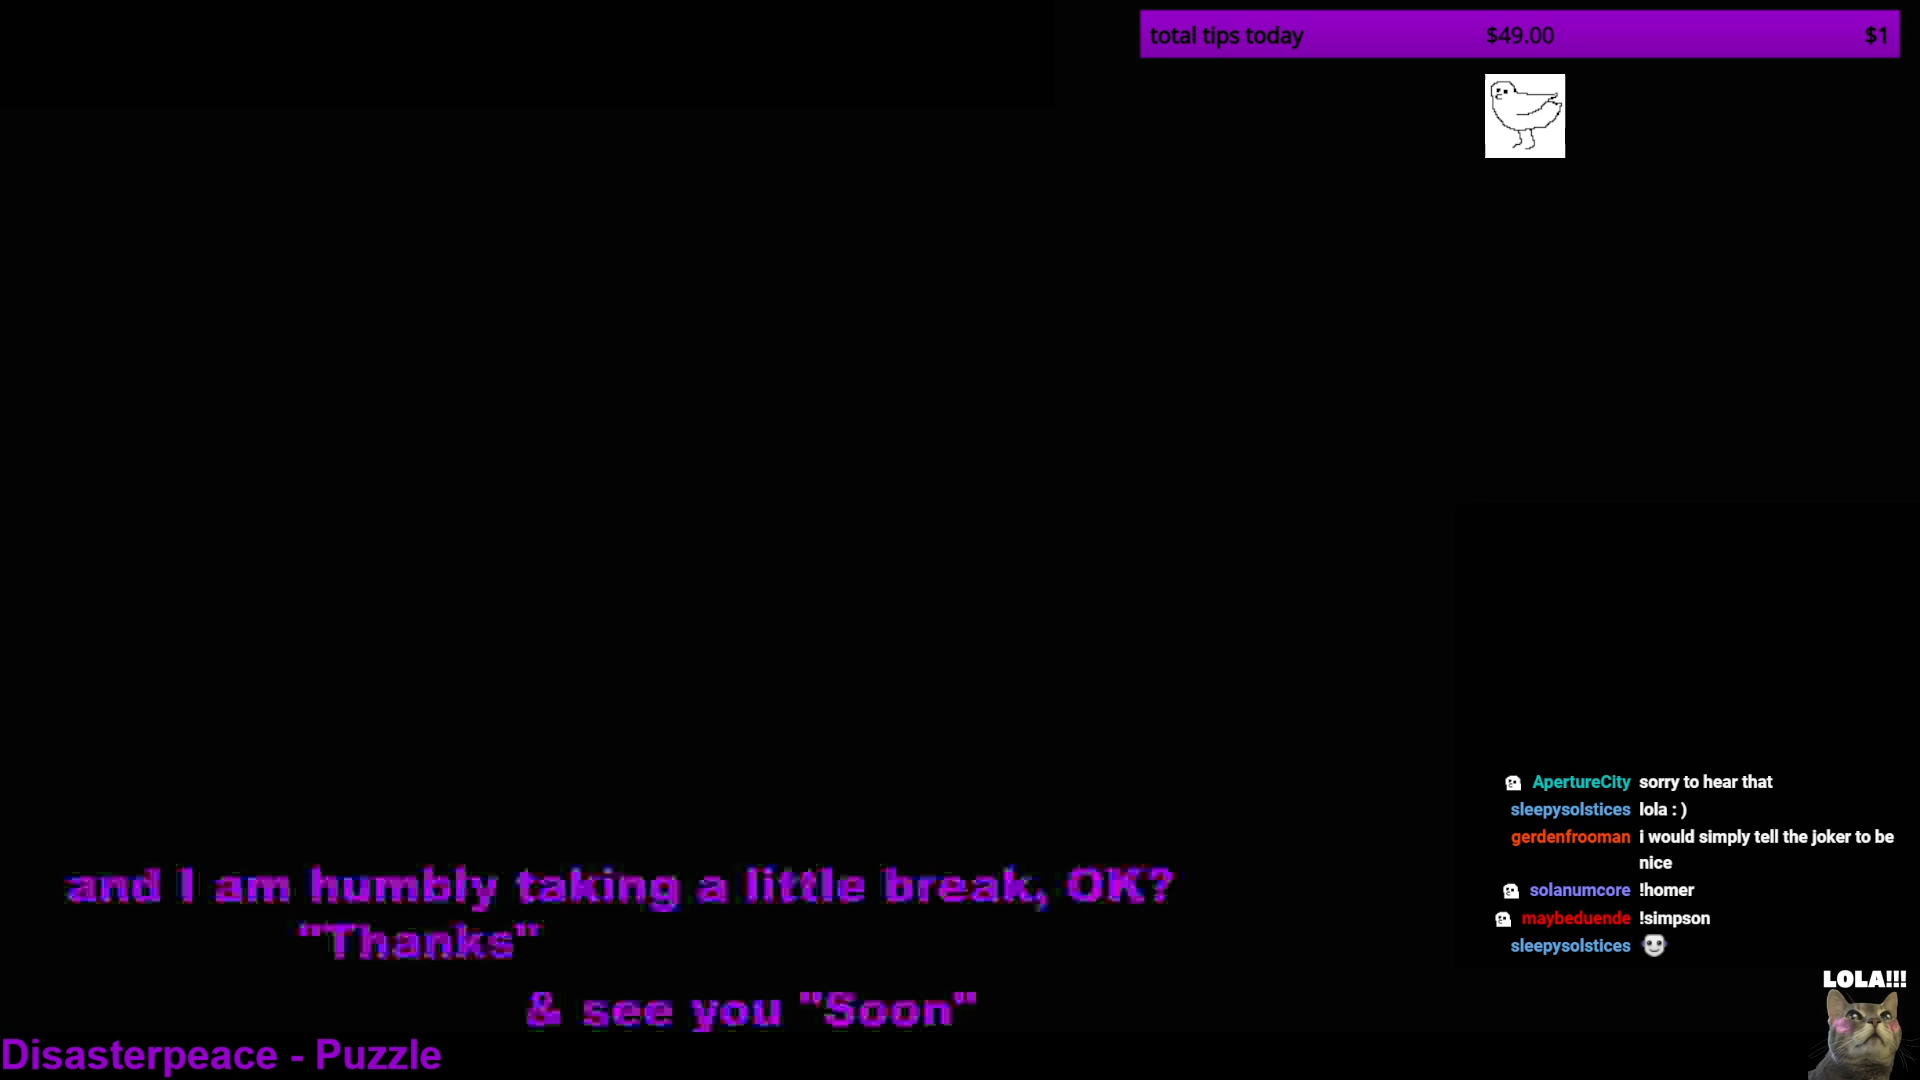 total tips today $49.00 $1
and I am humbly taking a little break, OK?
"Thanks"
& see you "Soon"
Disasterpeace - Puzzle
ApertureCity sorry to hear that
sleepysolstices lola : )
gerdenfrooman i would simply tell the joker to be
nice
solanumcore !homer
maybeduende !simpson
sleepysolstices
LOLA!!!